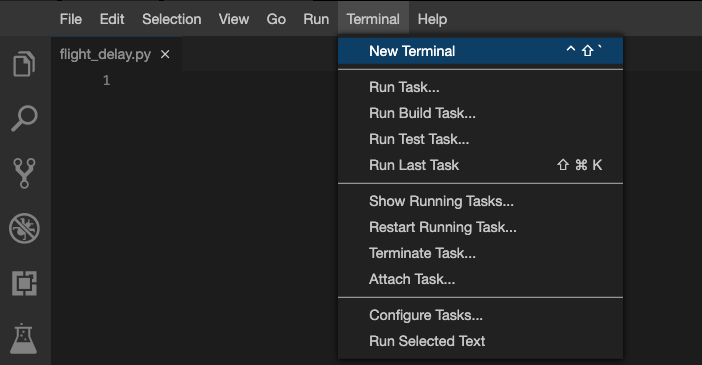 File Edit Selection View Go Run Terminal Help
flight_delay.py ×
1
New Terminal ^⇧`
Run Task...
Run Build Task...
Run Test Task...
Run Last Task ⇧⌘K
Show Running Tasks...
Restart Running Task...
Terminate Task...
Attach Task...
Configure Tasks...
Run Selected Text